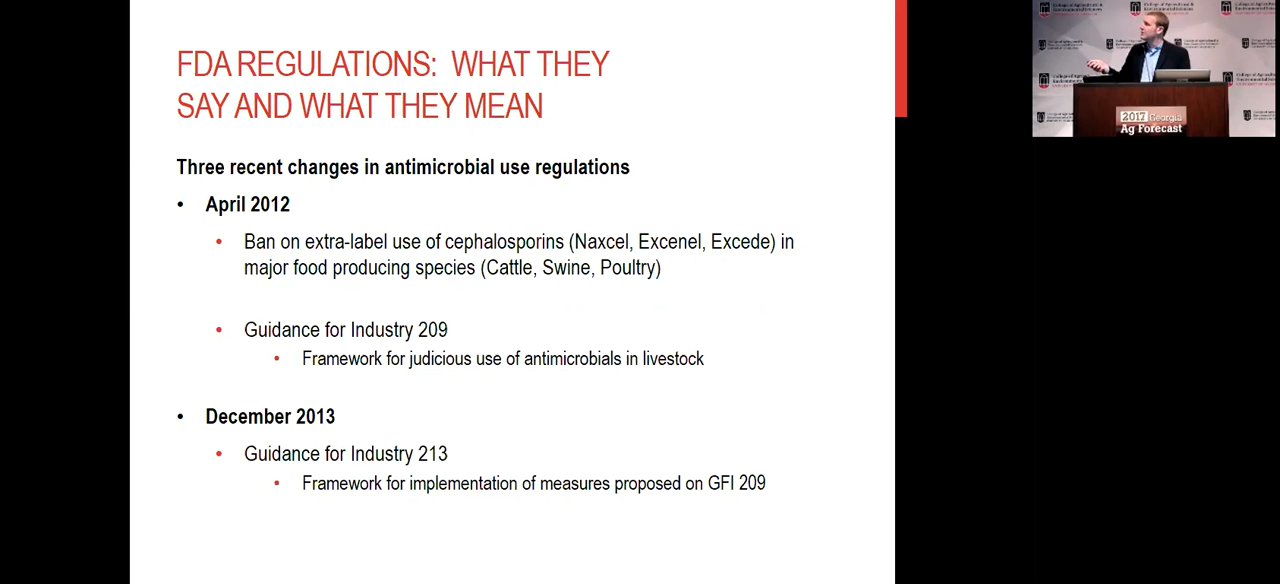 FDA REGULATIONS: WHAT THEY
SAY AND WHAT THEY MEAN
Three recent changes in antimicrobial use regulations
• April 2012
• Ban on extra-label use of cephalosporins (Naxcel, Excenel, Excede) in
major food producing species (Cattle, Swine, Poultry)
• Guidance for Industry 209
• Framework for judicious use of antimicrobials in livestock
• December 2013
• Guidance for Industry 213
• Framework for implementation of measures proposed on GFI 209
2017 Georgia
Ag Forecast